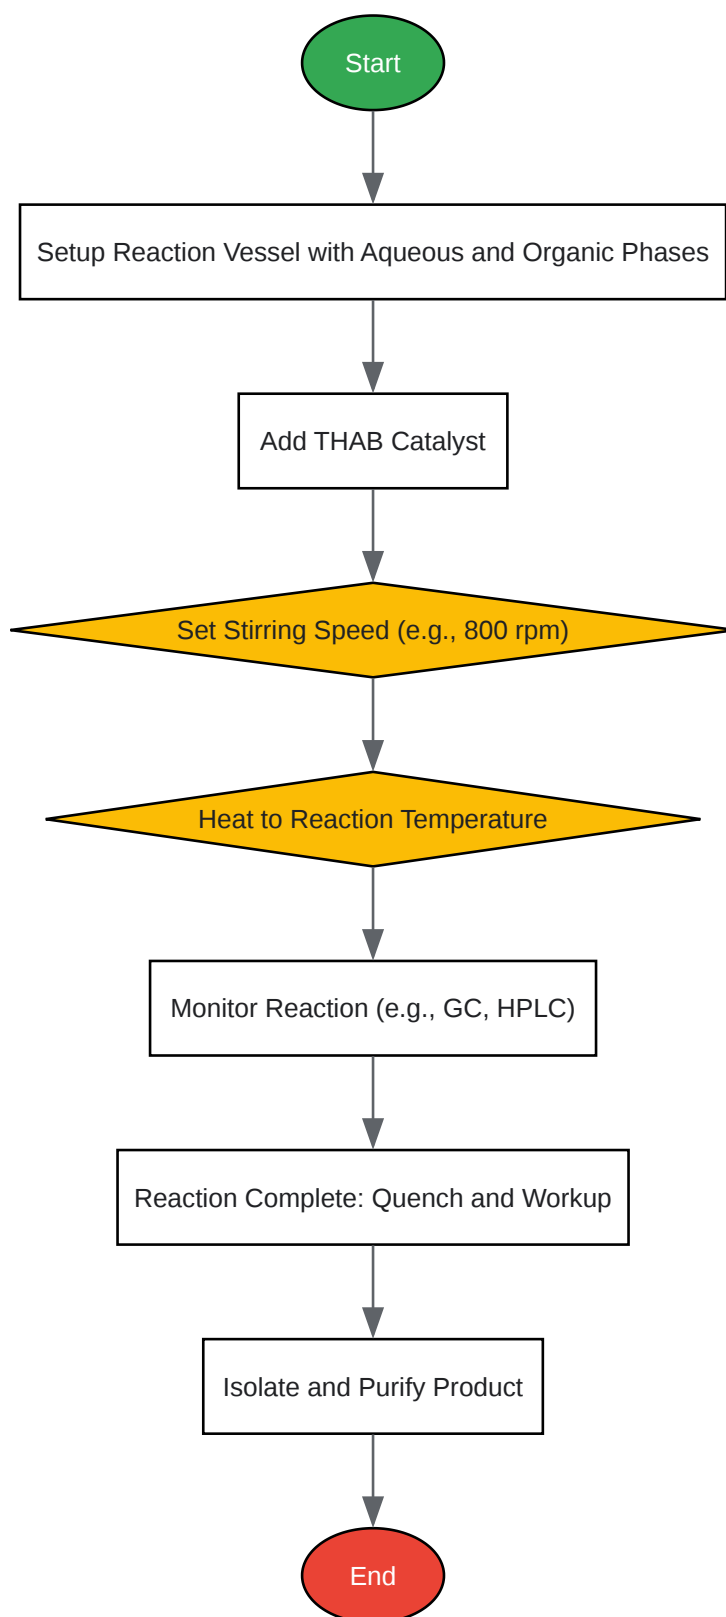 Start
Setup Reaction Vessel with Aqueous and Organic Phases
Add THAB Catalyst
Set Stirring Speed (e.g., 800 rpm)
Heat to Reaction Temperature
Monitor Reaction (e.g., GC, HPLC)
Reaction Complete: Quench and Workup
Isolate and Purify Product
End